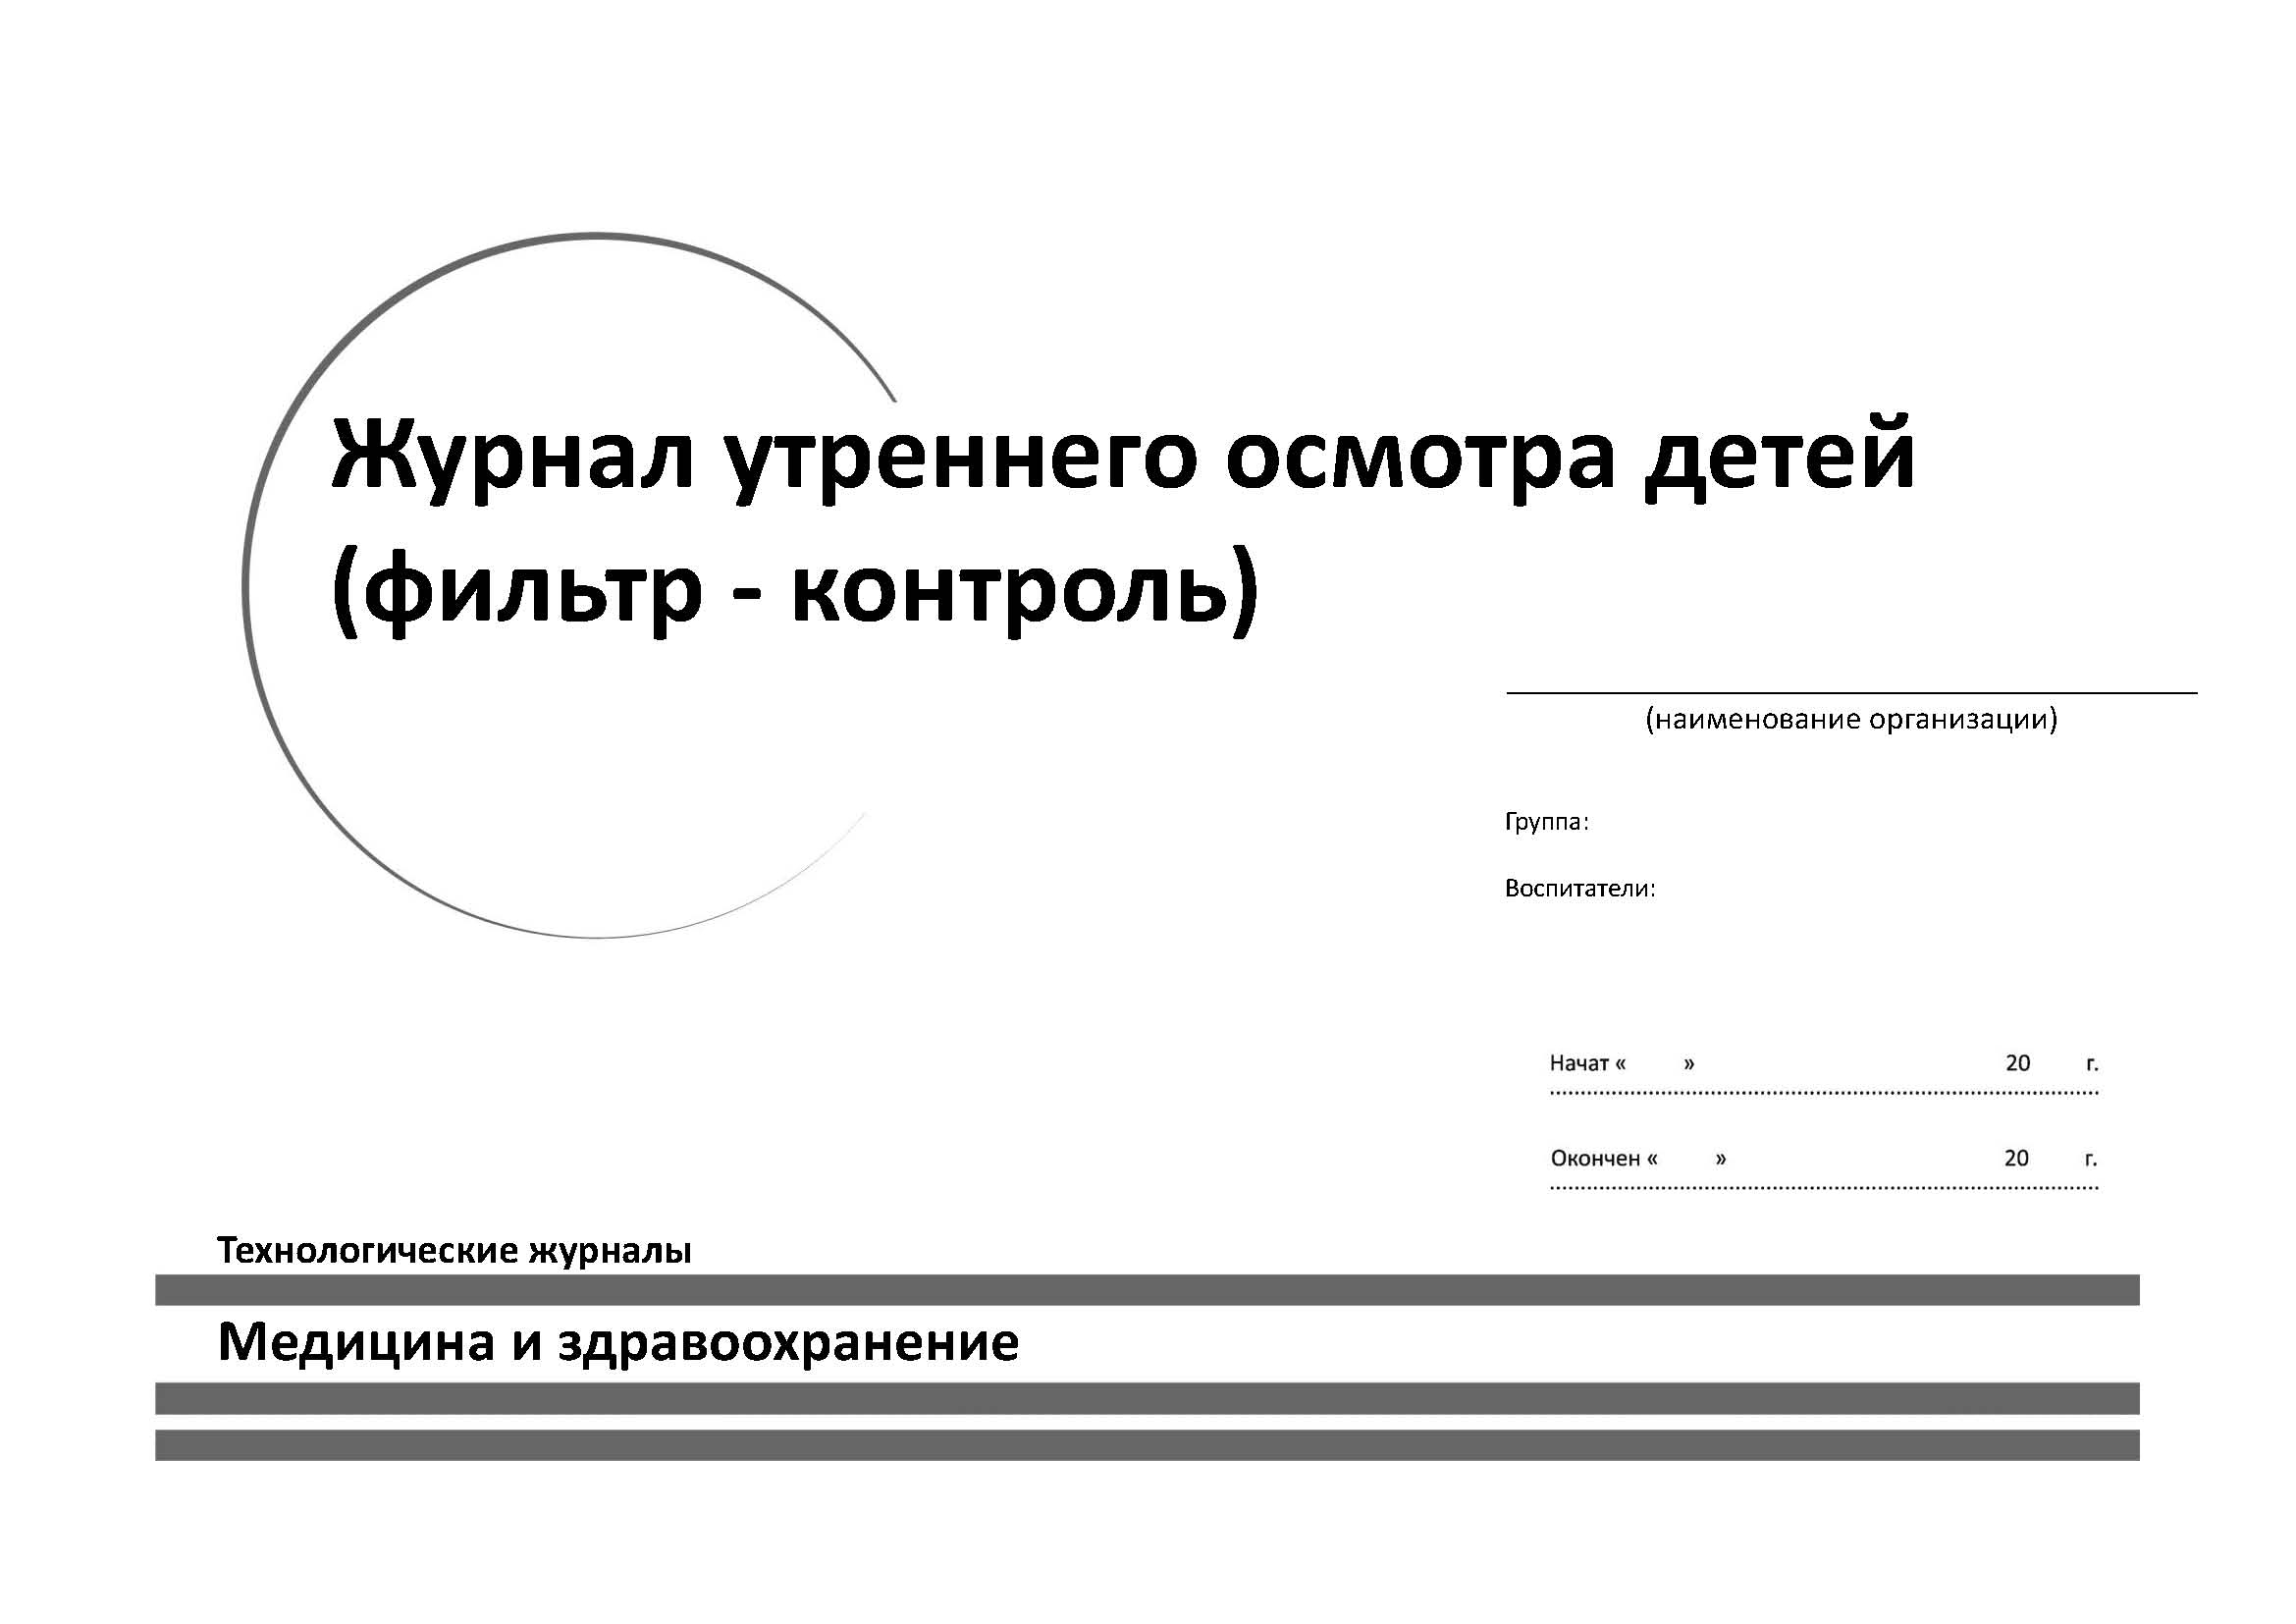 Журнал утреннего осмотра детей
(фильтр - контроль)
(наименование организации)
Группа:
Воспитатели:
Начат « » 20 г.
Окончен « » 20 г.
Технологические журналы
Медицина и здравоохранение